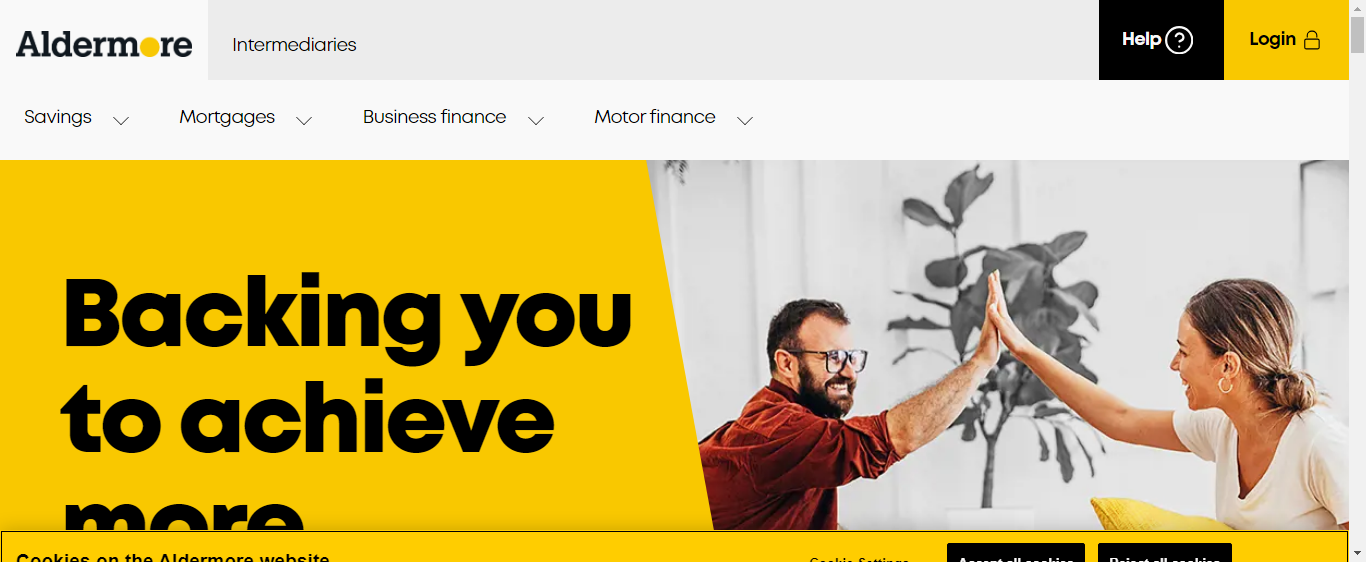 Aldermore
Intermediaries
Help
Login
Savings
Mortgages
Business finance
Motor finance
Backing you
to achieve
more
Cookies on the Aldermore website
Cookie Settings
Accept all cookies
Reject all cookies